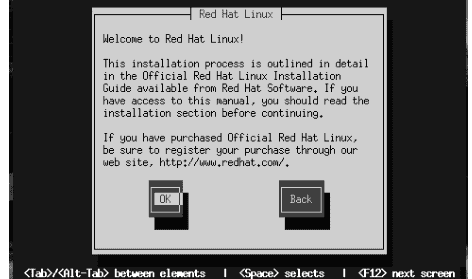 Red Hat Linux
Welcome to Red Hat Linux!
This installation process is outlined in detail
in the Official Red Hat Linux Installation
Guide available from Red Hat Software. If you
have access to this manual, you should read the
installation section before continuing.
If you have purchased Official Red Hat Linux,
be sure to register your purchase through our
web site, http://www.redhat.com/.
OK Back
<Tab>/<Alt-Tab> between elements | <Space> selects | <F12> next screen